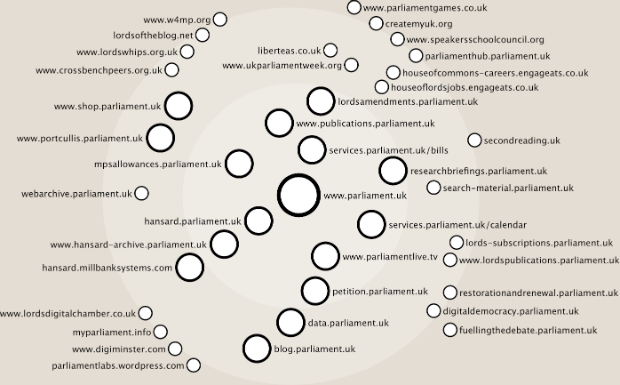 www.parliamentgames.co.uk
www.w4mp.org
createmyuk.org
lordsoftheblog.net
www.speakersschoolcouncil.org
www.lordswhips.org.uk
liberteas.co.uk
parliamenthub.parliament.uk
www.ukparliamentweek.org
www.crossbenchpeers.org.uk
houseofcommons-careers.engageats.co.uk
houseoflordsjobs.engageats.co.uk
lordsamendments.parliament.uk
www.shop.parliament.uk
www.publications.parliament.uk
www.portcullis.parliament.uk
secondreading.uk
services.parliament.uk/bills
mpsallowances.parliament.uk
researchbriefings.parliament.uk
search-material.parliament.uk
webarchive.parliament.uk
www.parliament.uk
hansard.parliament.uk
services.parliament.uk/calendar
www.hansard-archive.parliament.uk
lords-subscriptions.parliament.uk
www.parliamentlive.tv
www.lordspublications.parliament.uk
hansard.millbanksystems.com
petition.parliament.uk
restorationandrenewal.parliament.uk
www.lordsdigitalchamber.co.uk
digitaldemocracy.parliament.uk
data.parliament.uk
myparliament.info
fuellingthedebate.parliament.uk
www.digiminster.com
blog.parliament.uk
parliamentlabs.wordpress.com